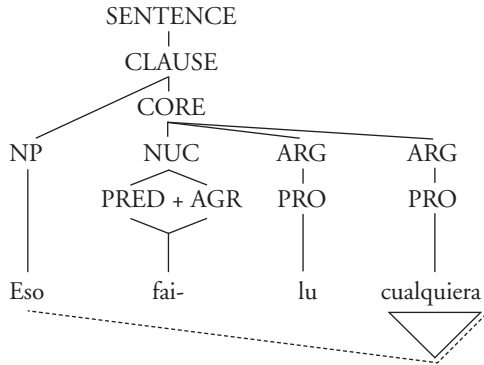 SENTENCE
CLAUSE
CORE
NP NUC ARG ARG
PRED + AGR PRO PRO
Eso fai- lu cualquiera